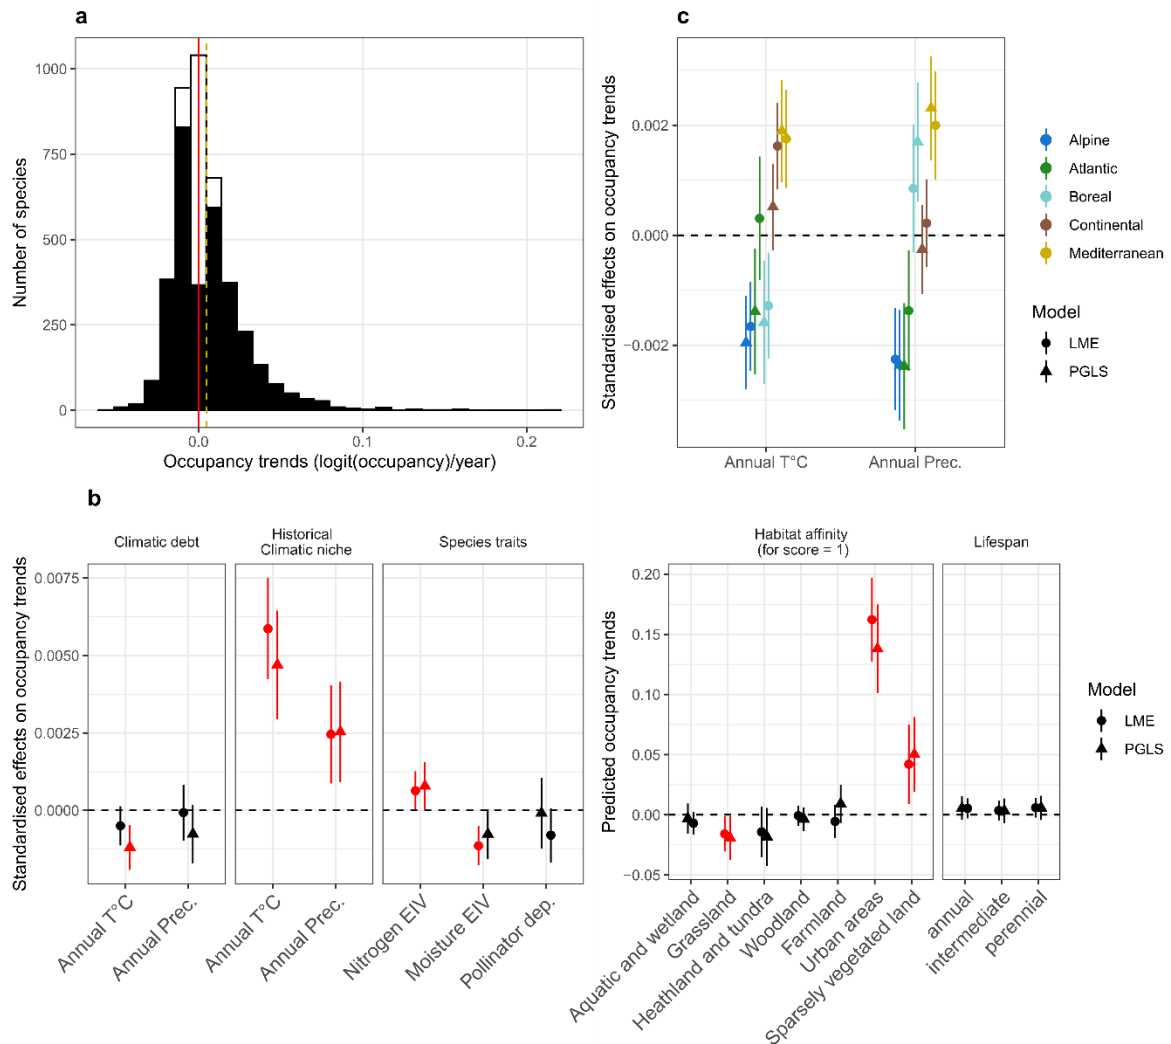 a
1000
750
500
250
0
Number of species
0.0
0.1
0.2
Occupancy trends (logit(occupancy)/year)
c
0.002
0.000
−0.002
Standardised effects on occupancy trends
Annual T°C
Annual Prec.
Alpine
Atlantic
Boreal
Continental
Mediterranean
Model
LME
PGLS
b
Climatic debt
Historical
Climatic niche
Species traits
0.0075
0.0050
0.0025
0.0000
Standardised effects on occupancy trends
Annual T°C
Annual Prec.
Annual T°C
Annual Prec.
Nitrogen EIV
Moisture EIV
Pollinator dep.
Habitat affinity
(for score = 1)
Lifespan
0.20
0.15
0.10
0.05
0.00
−0.05
Predicted occupancy trends
Aquatic and wetland
Grassland
Heathland and tundra
Woodland
Farmland
Urban areas
Sparsely vegetated land
annual
intermediate
perennial
Model
LME
PGLS